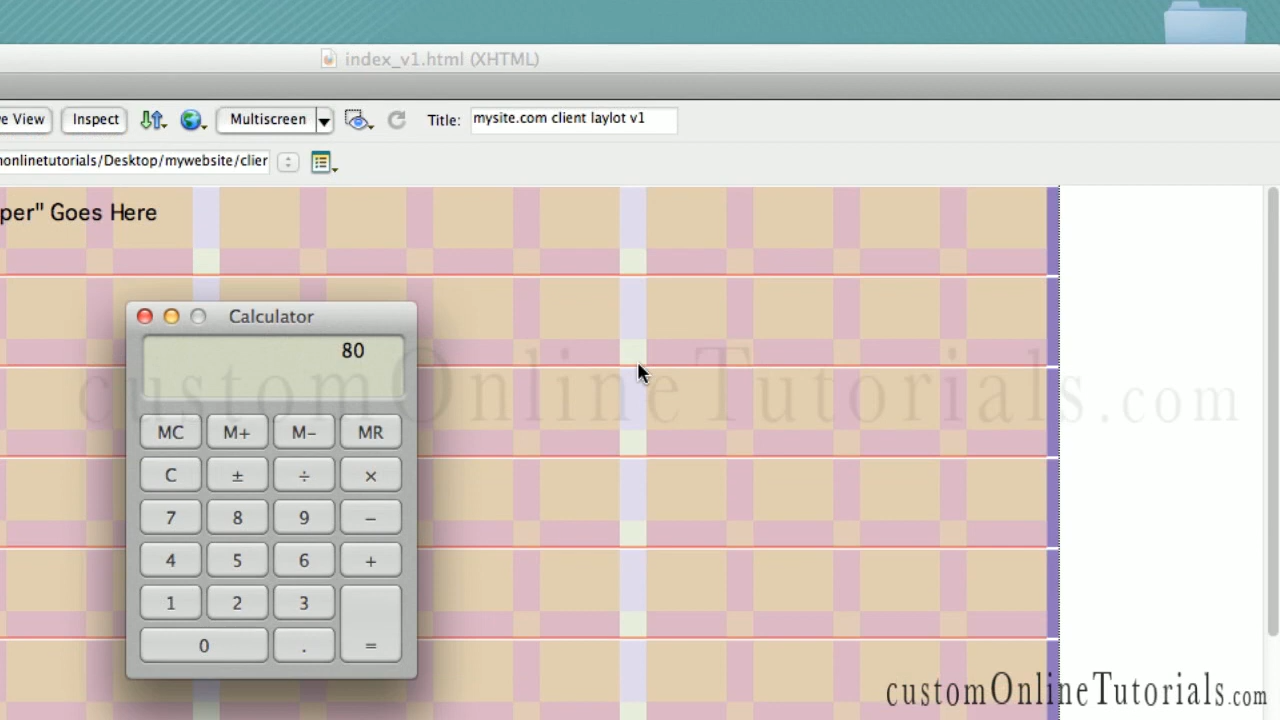 index_v1.html (XHTML)
e View
Inspect
Multiscreen
Title:
mysite.com client laylot v1
nonlinetutorials/Desktop/mywebsite/clier
per" Goes Here
Calculator
80
MC M+ M- MR
C ± ÷ ×
7 8 9 −
4 5 6 +
1 2 3
0 . =
customOnlineTutorials.com
customOnlineTutorials.com